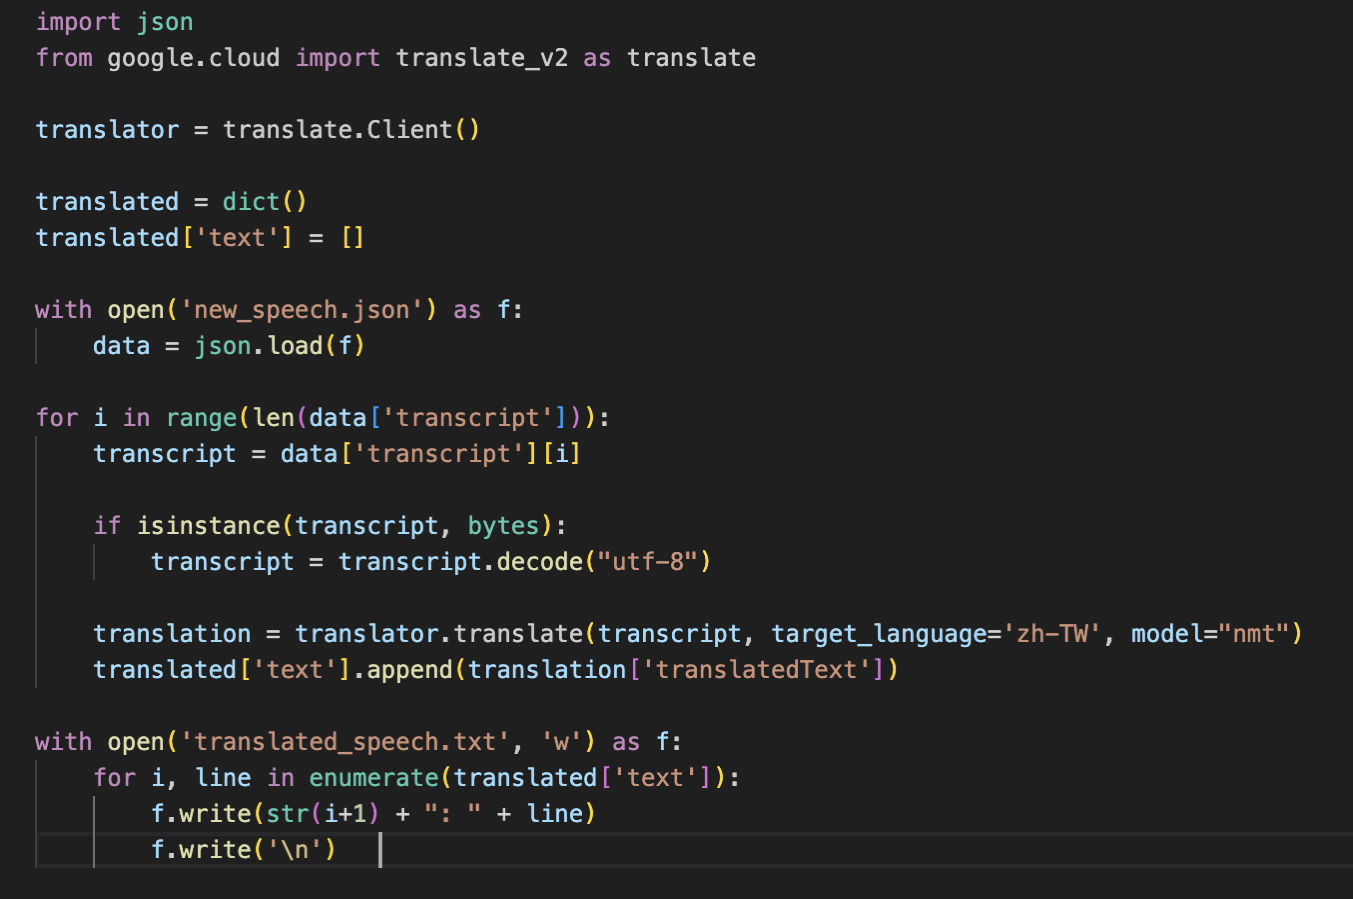 import json
from google.cloud import translate_v2 as translate

translator = translate.Client()

translated = dict()
translated['text'] = []

with open('new_speech.json') as f:
    data = json.load(f)

for i in range(len(data['transcript'])):
    transcript = data['transcript'][i]

    if isinstance(transcript, bytes):
        transcript = transcript.decode("utf-8")

    translation = translator.translate(transcript, target_language='zh-TW', model="nmt")
    translated['text'].append(translation['translatedText'])

with open('translated_speech.txt', 'w') as f:
    for i, line in enumerate(translated['text']):
        f.write(str(i+1) + ": " + line)
        f.write('\n')